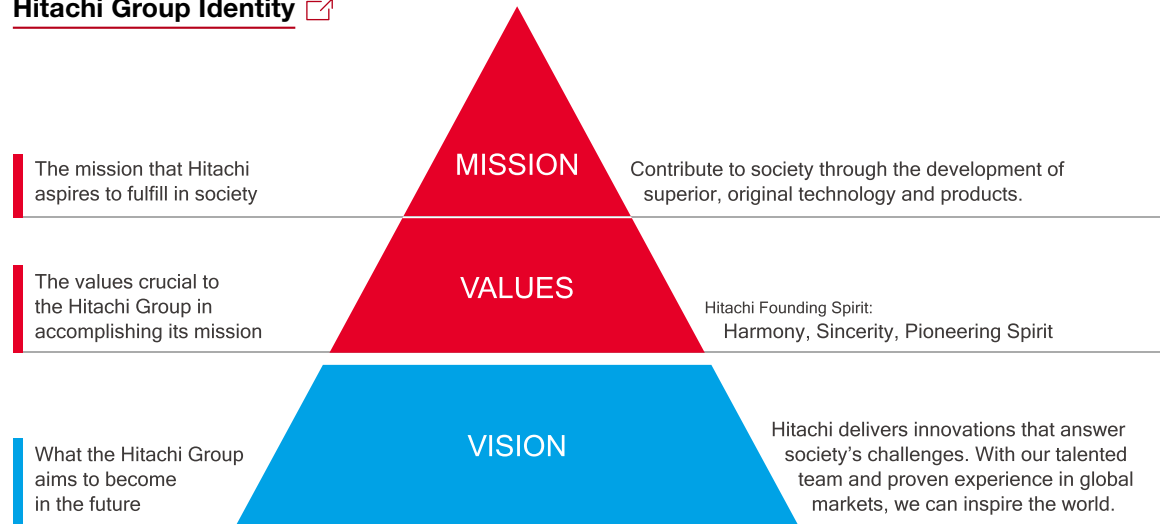 Hitachi Group Identity
The mission that Hitachi
aspires to fulfill in society
MISSION
Contribute to society through the development of
superior, original technology and products.
The values crucial to
the Hitachi Group in
accomplishing its mission
VALUES
Hitachi Founding Spirit:
Harmony, Sincerity, Pioneering Spirit
What the Hitachi Group
aims to become
in the future
VISION
Hitachi delivers innovations that answer
society’s challenges. With our talented
team and proven experience in global
markets, we can inspire the world.